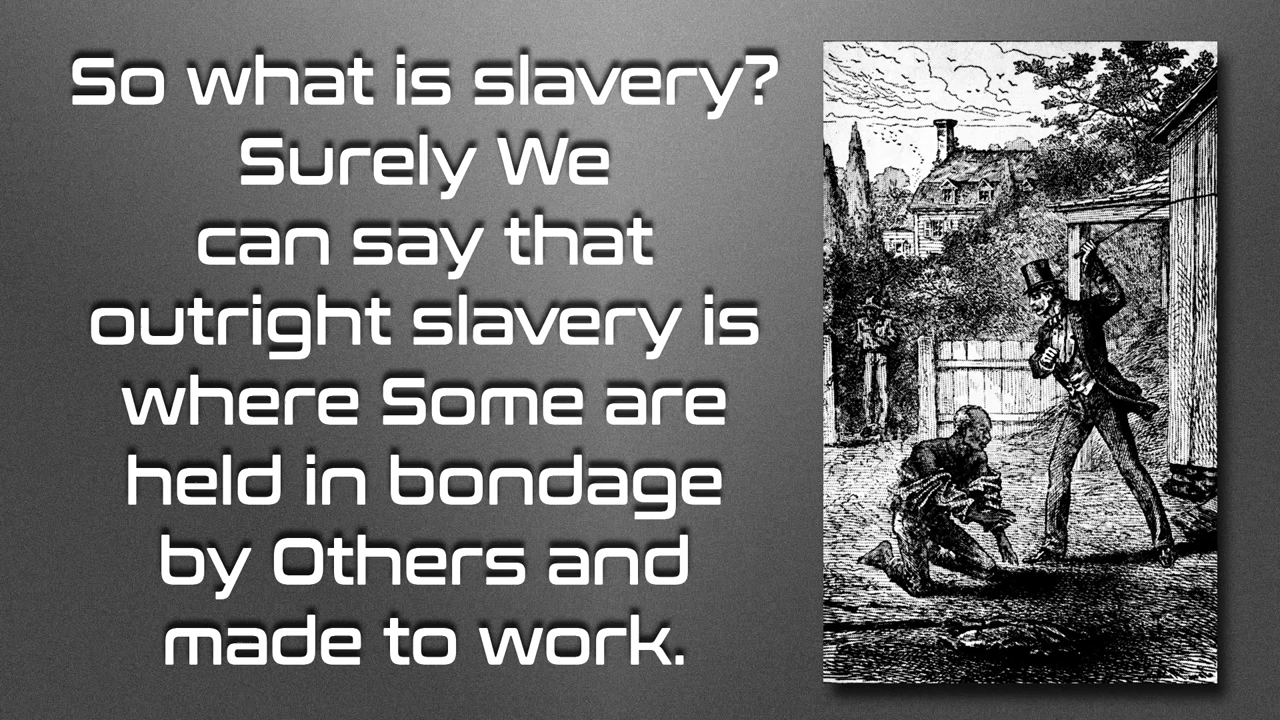 So what is slavery?
Surely We
can say that
outright slavery is
where Some are
held in bondage
by Others and
made to work.